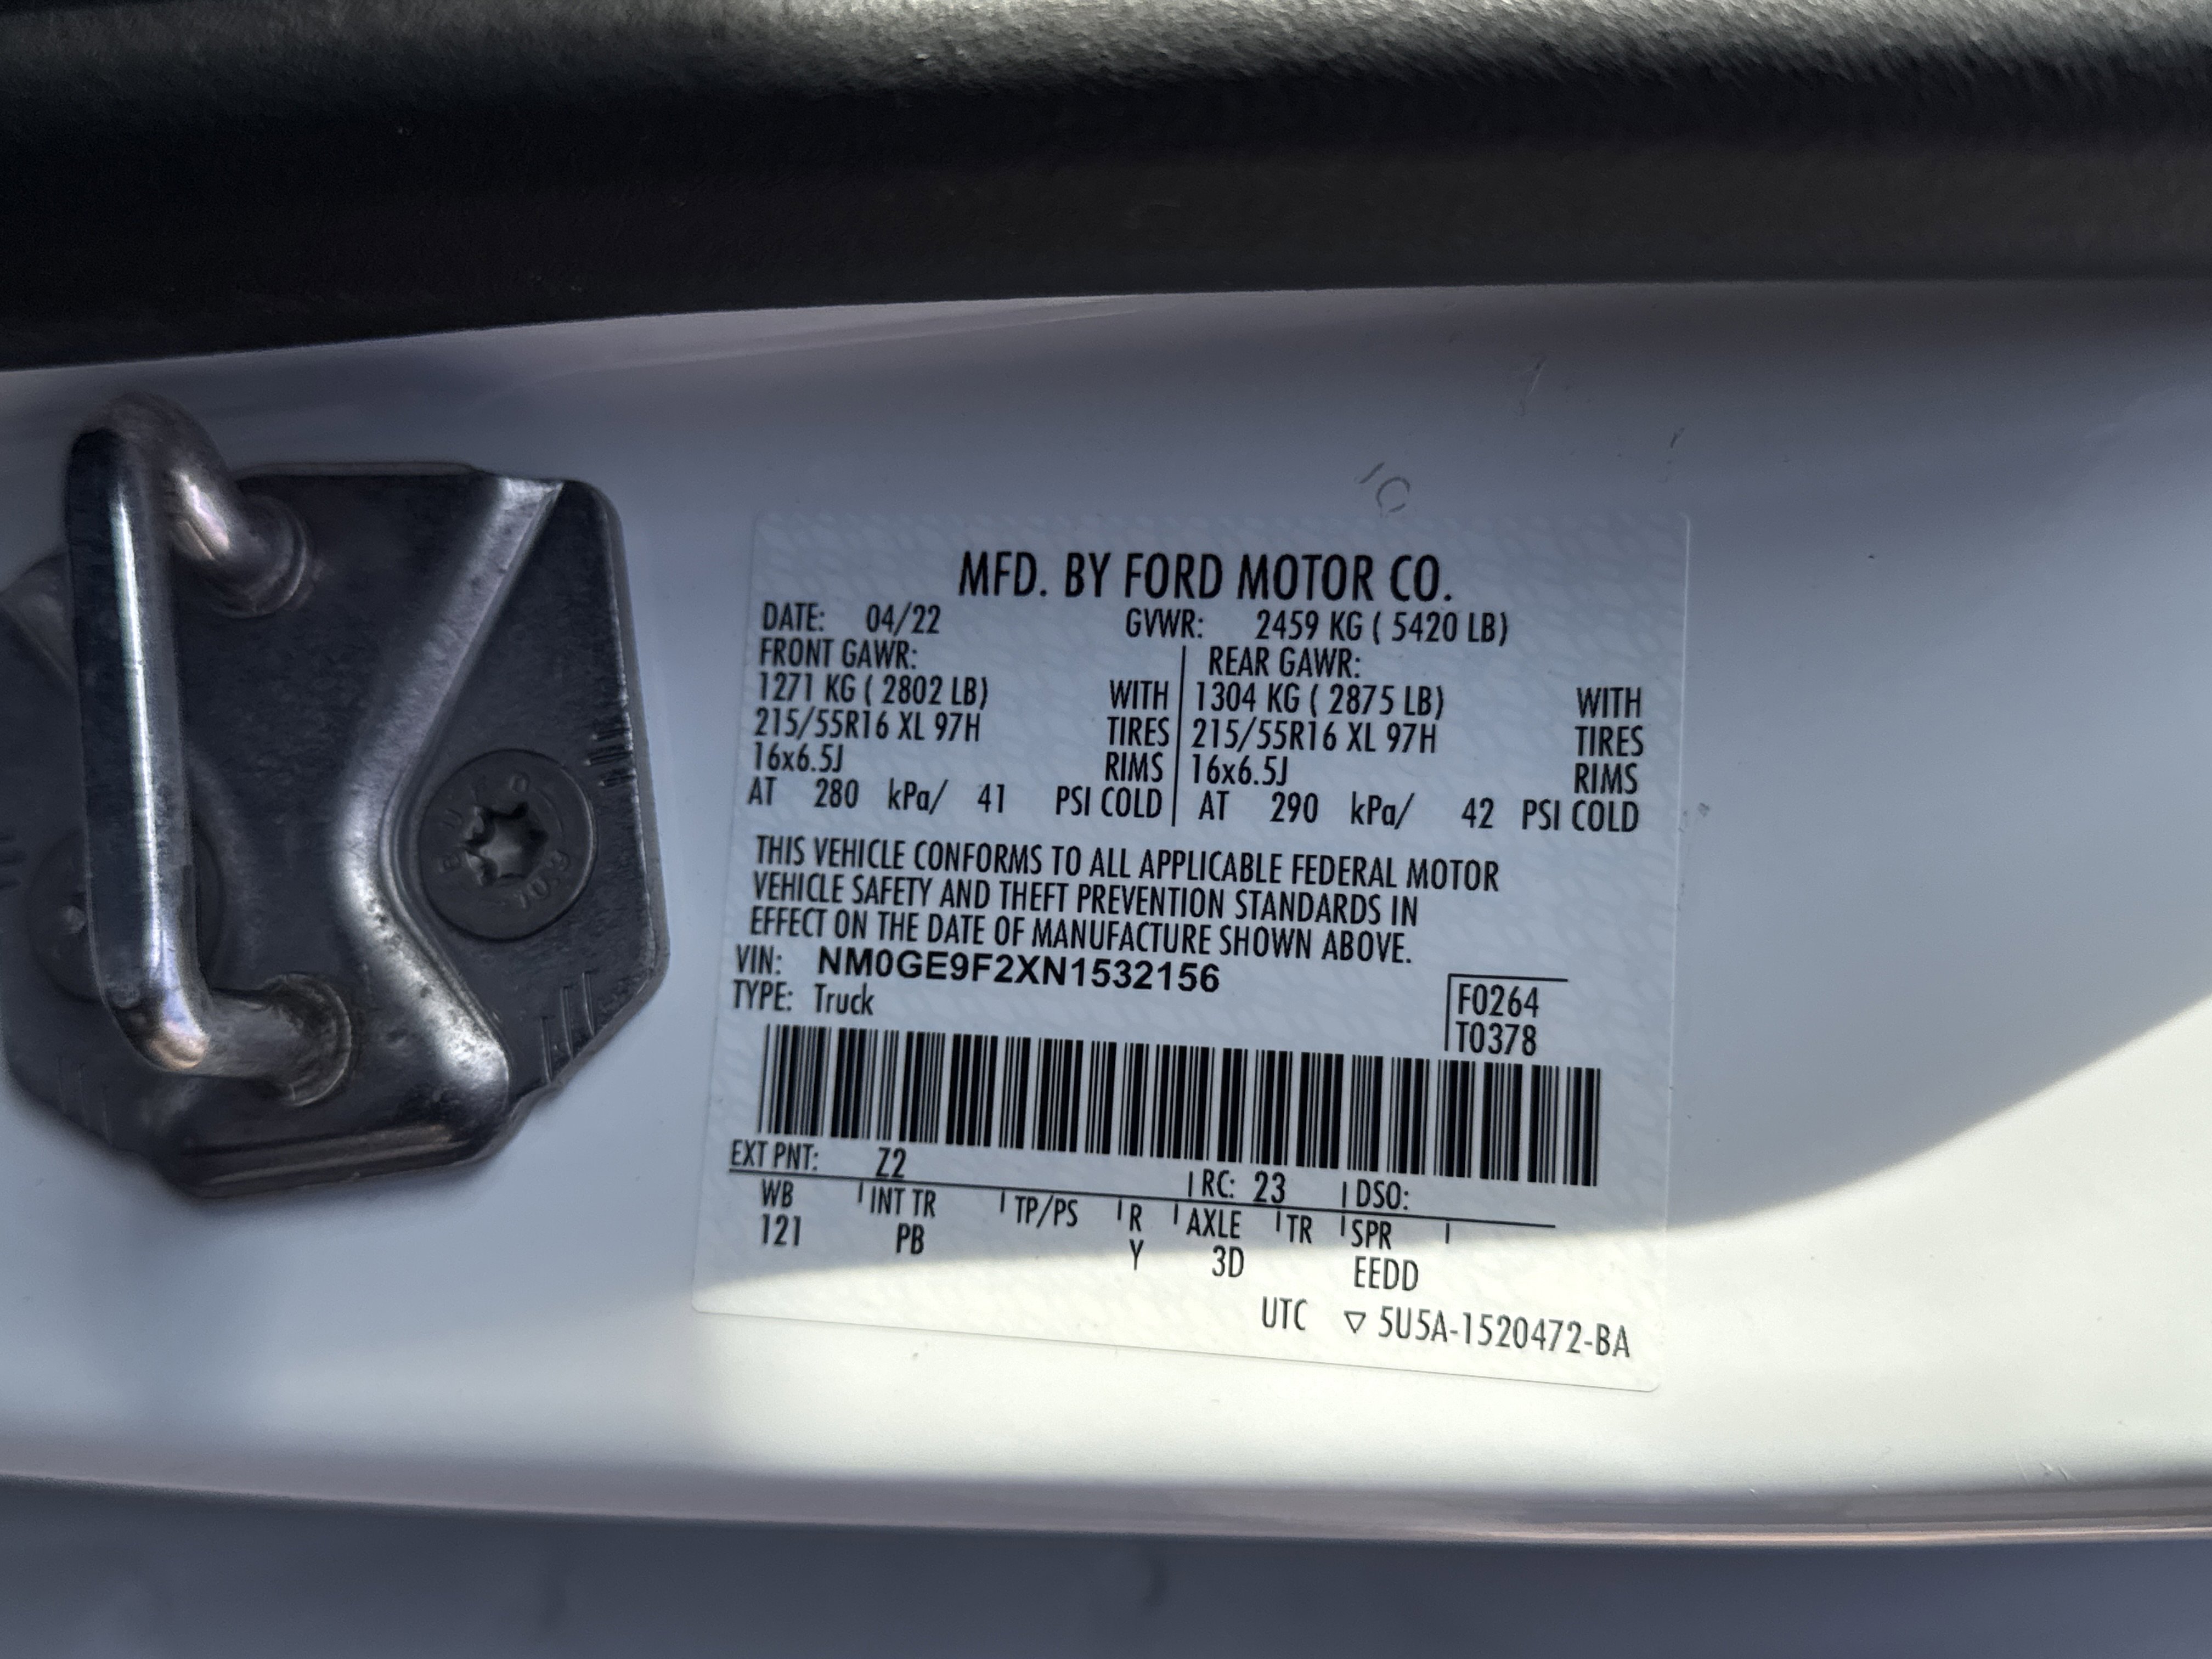 MFD. BY FORD MOTOR CO.
DATE: 04/22 GVWR: 2459 KG ( 5420 LB)
FRONT GAWR: REAR GAWR:
1271 KG ( 2802 LB) WITH 1304 KG ( 2875 LB) WITH
215/55R16 XL 97H TIRES 215/55R16 XL 97H TIRES
16x6.5J RIMS 16x6.5J RIMS
AT 280 kPa/ 41 PSI COLD AT 290 kPa/ 42 PSI COLD
THIS VEHICLE CONFORMS TO ALL APPLICABLE FEDERAL MOTOR
VEHICLE SAFETY AND THEFT PREVENTION STANDARDS IN
EFFECT ON THE DATE OF MANUFACTURE SHOWN ABOVE.
VIN: NM0GE9F2XN1532156
TYPE: Truck
F0264
T0378
EXT PNT: Z2 RC: 23 DSO:
WB INT TR TP/PS R AXLE TR SPR
121 PB Y 3D EEDD
UTC ▽ 5U5A-1520472-BA